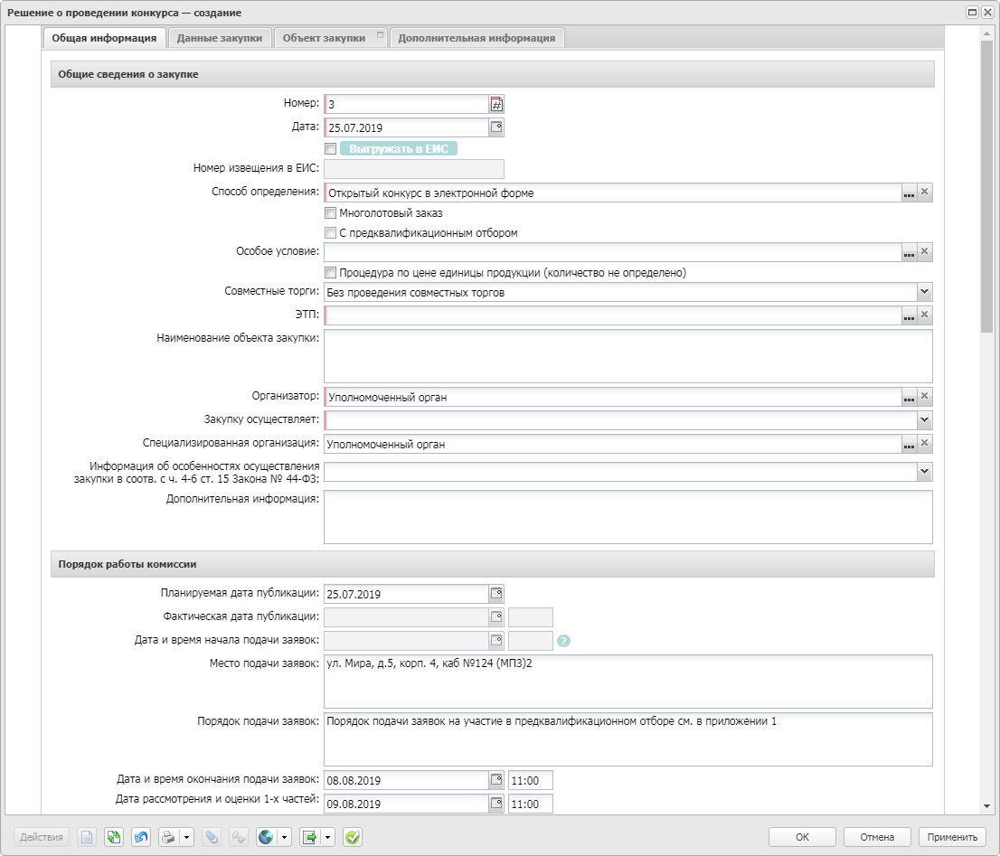 Решение о проведении конкурса — создание
Общая информация
Данные закупки
Объект закупки
Дополнительная информация
Общие сведения о закупке
Номер: 3
Дата: 25.07.2019
Выгружать в ЕИС
Номер извещения в ЕИС:
Способ определения: Открытый конкурс в электронной форме
Многолотовый заказ
С предквалификационным отбором
Особое условие:
Процедура по цене единицы продукции (количество не определено)
Совместные торги: Без проведения совместных торгов
ЭТП:
Наименование объекта закупки:
Организатор: Уполномоченный орган
Закупку осуществляет:
Специализированная организация: Уполномоченный орган
Информация об особенностях осуществления
закупки в соотв. с ч. 4-6 ст. 15 Закона № 44-ФЗ:
Дополнительная информация:
Порядок работы комиссии
Планируемая дата публикации: 25.07.2019
Фактическая дата публикации:
Дата и время начала подачи заявок: ?
Место подачи заявок: ул. Мира, д.5, корп. 4, каб №124 (МПЗ)2
Порядок подачи заявок: Порядок подачи заявок на участие в предквалификационном отборе см. в приложении 1
Дата и время окончания подачи заявок: 08.08.2019 11:00
Дата рассмотрения и оценки 1-х частей: 09.08.2019 11:00
Действия
ОК
Отмена
Применить